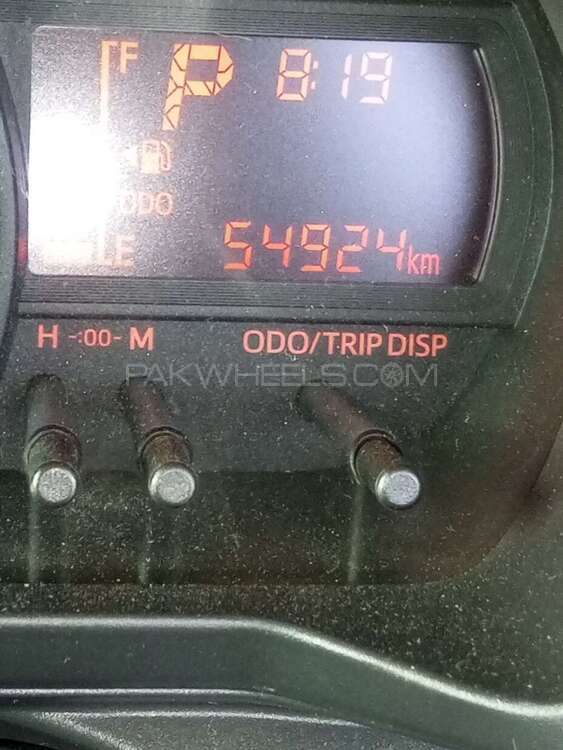 F P 8:19
ODO
E 54924km
H -:00- M ODO/TRIP DISP
PAKWHEELS.COM